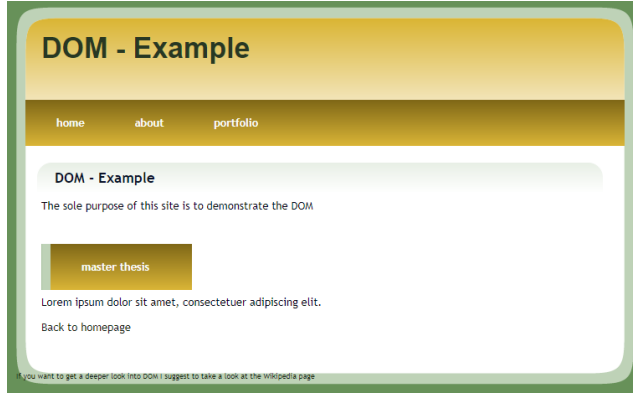 DOM - Example
home about portfolio
DOM - Example
The sole purpose of this site is to demonstrate the DOM
master thesis
Lorem ipsum dolor sit amet, consectetuer adipiscing elit.
Back to homepage
If you want to get a deeper look into DOM I suggest to take a look at the Wikipedia page